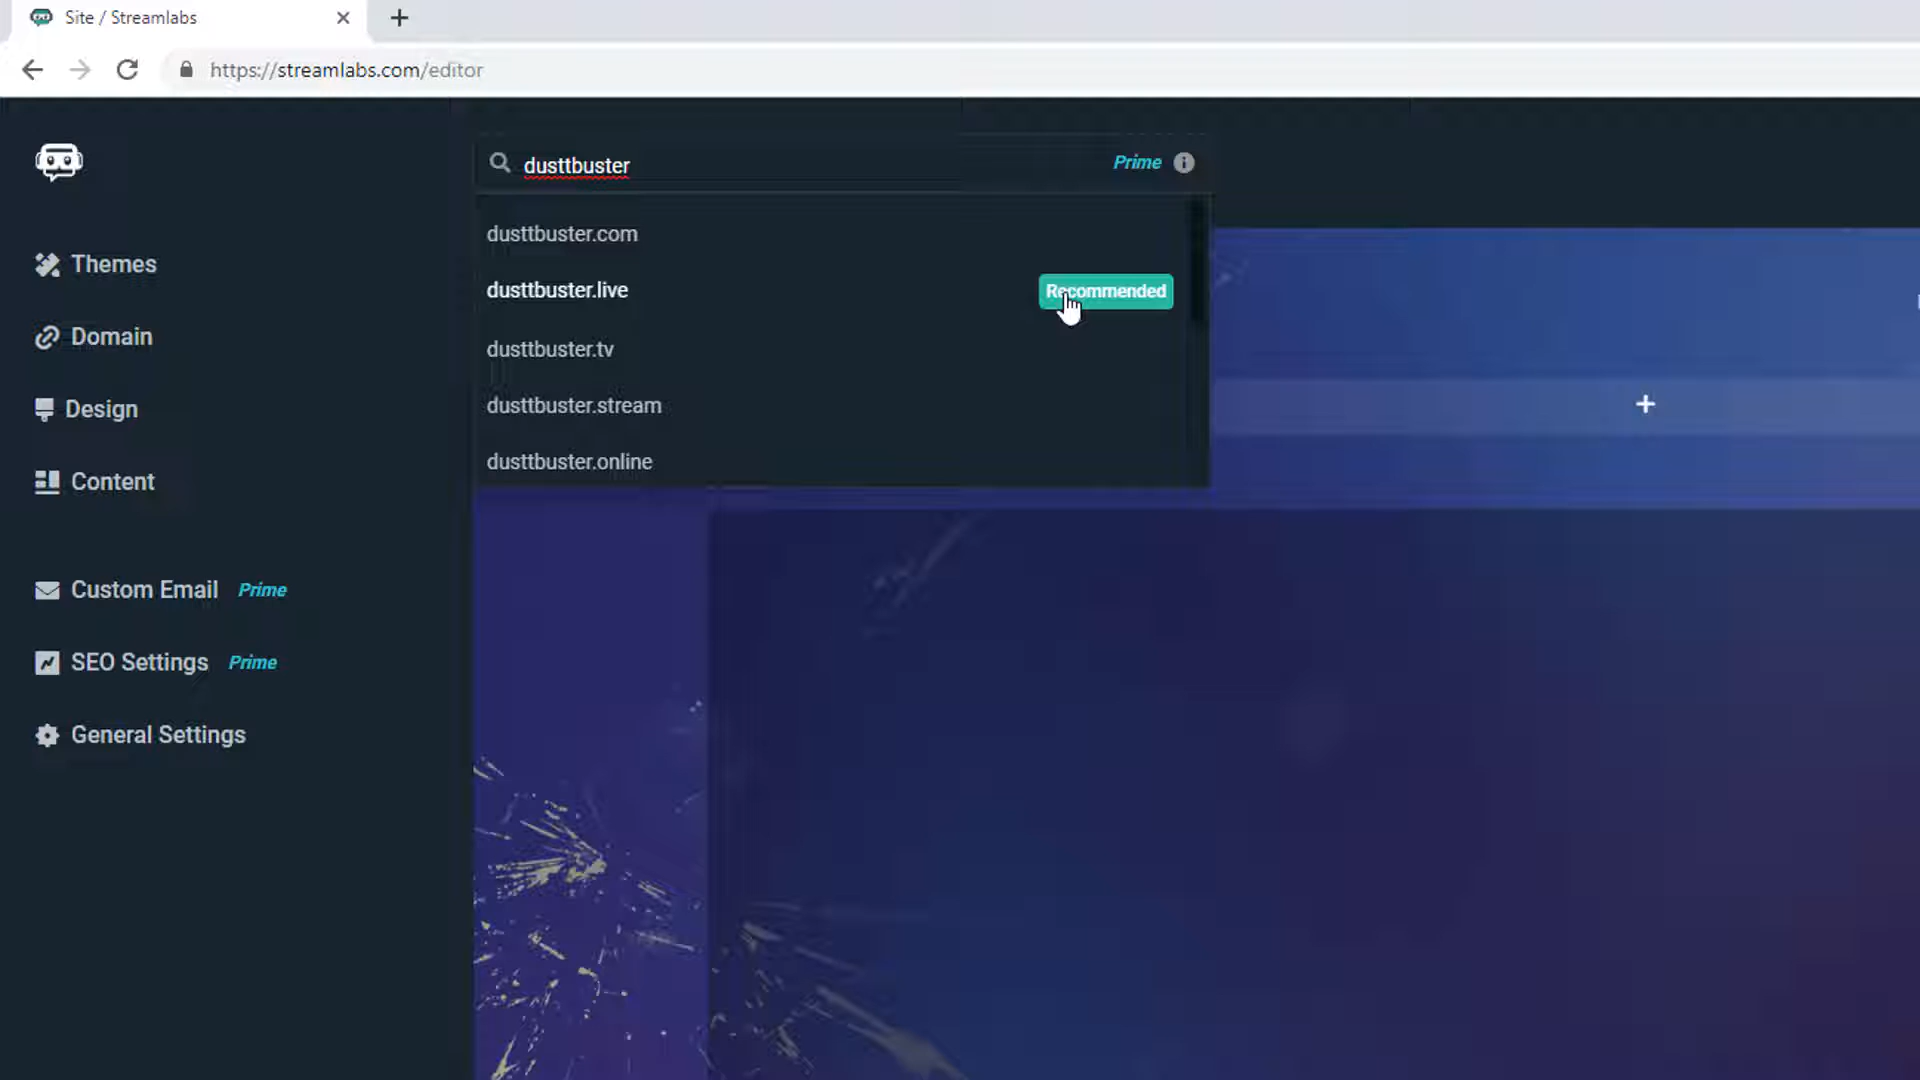 Site / Streamlabs
https://streamlabs.com/editor
dusttbuster Prime
dusttbuster.com
dusttbuster.live Recommended
dusttbuster.tv
dusttbuster.stream
dusttbuster.online
Themes
Domain
Design
Content
Custom Email Prime
SEO Settings Prime
General Settings